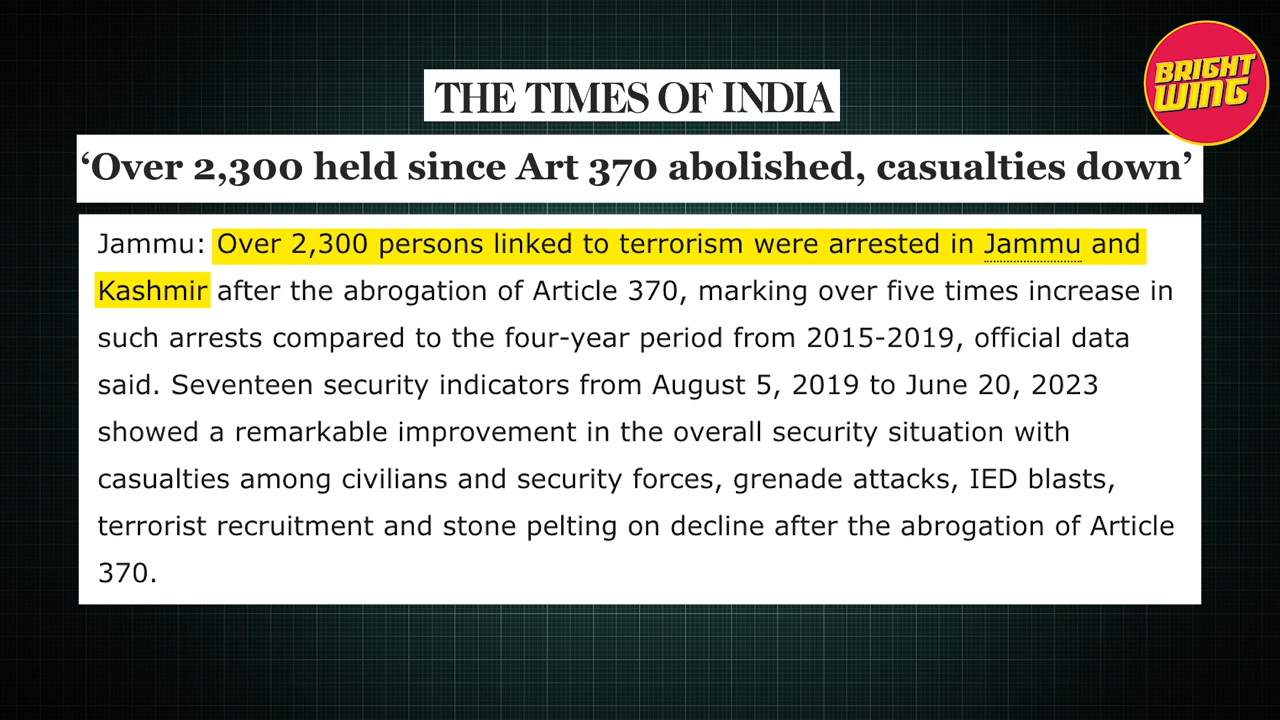 BRIGHT
WING
THE TIMES OF INDIA
‘Over 2,300 held since Art 370 abolished, casualties down’
Jammu: Over 2,300 persons linked to terrorism were arrested in Jammu and
Kashmir after the abrogation of Article 370, marking over five times increase in
such arrests compared to the four-year period from 2015-2019, official data
said. Seventeen security indicators from August 5, 2019 to June 20, 2023
showed a remarkable improvement in the overall security situation with
casualties among civilians and security forces, grenade attacks, IED blasts,
terrorist recruitment and stone pelting on decline after the abrogation of Article
370.